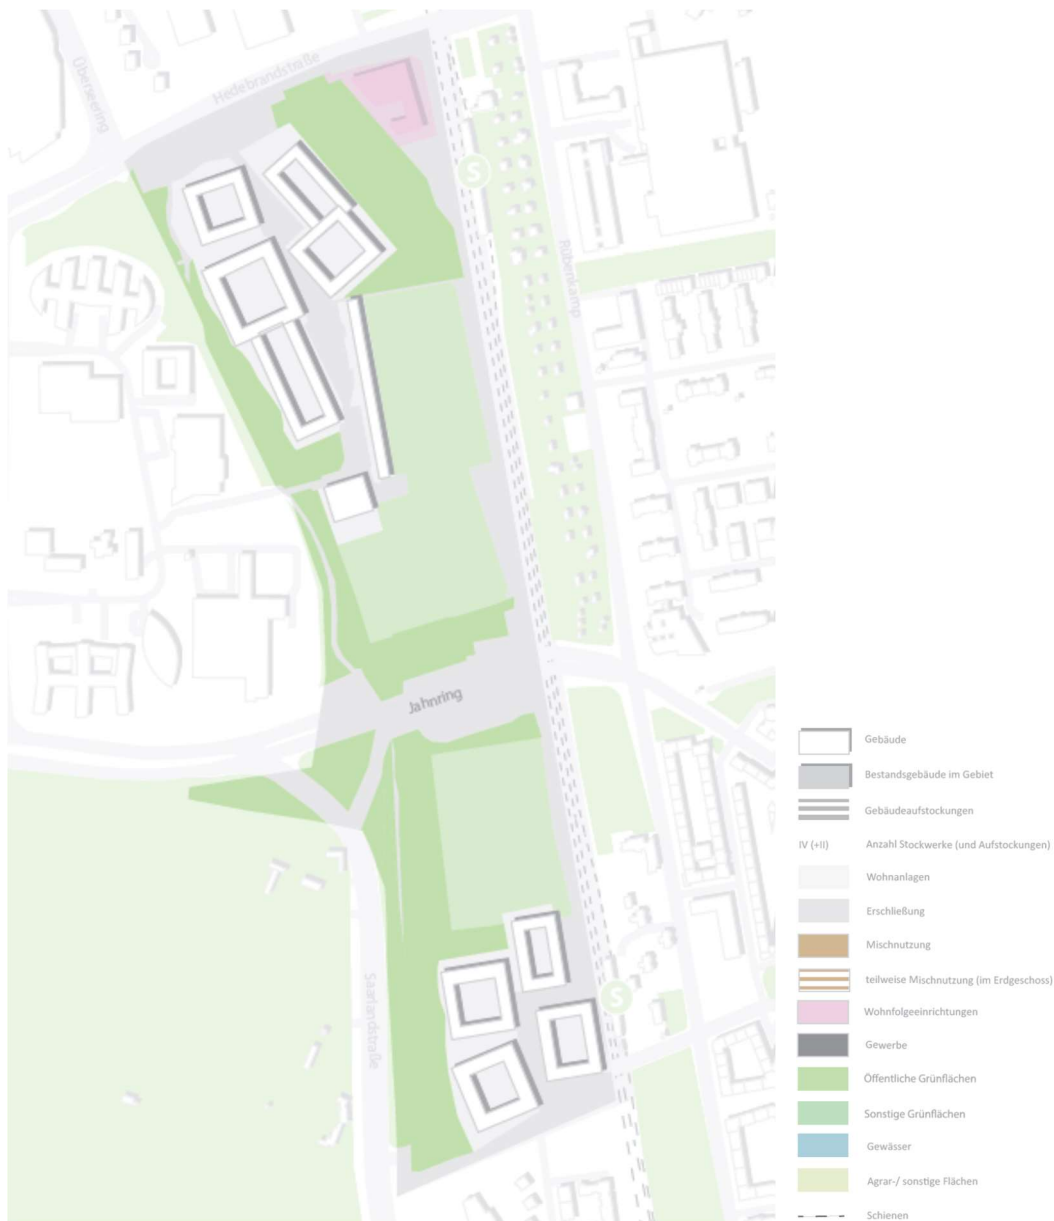 Überseering
Hedebrandstraße
S
Rübenkamp
Jahnring
Saarlandstraße
S
Gebäude
Bestandsgebäude im Gebiet
Gebäudeaufstockungen
IV (+II) Anzahl Stockwerke (und Aufstockungen)
Wohnanlagen
Erschließung
Mischnutzung
teilweise Mischnutzung (im Erdgeschoss)
Wohnfolgeeinrichtungen
Gewerbe
Öffentliche Grünflächen
Sonstige Grünflächen
Gewässer
Agrar-/ sonstige Flächen
Schienen